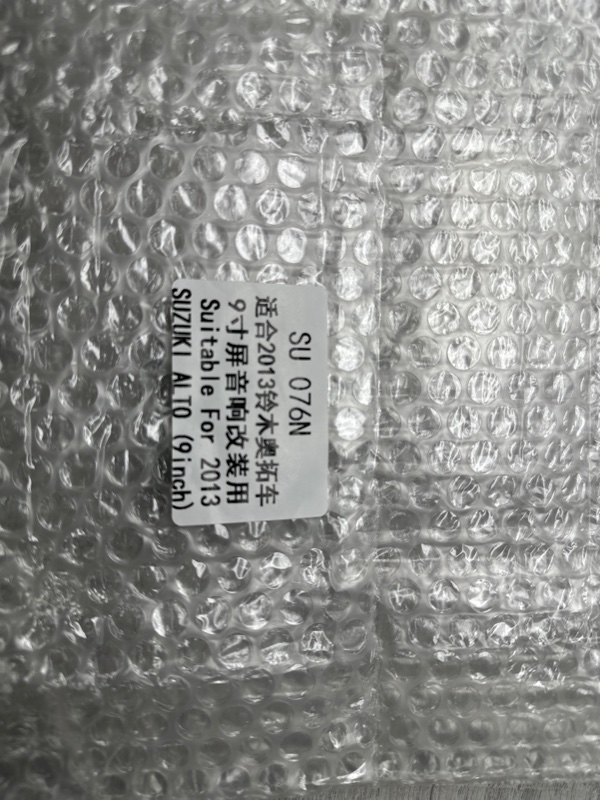 SU 076N
适合2013铃木奥拓车
9寸屏音响改装用
Suitable For 2013
SUZUKI ALTO (9inch)